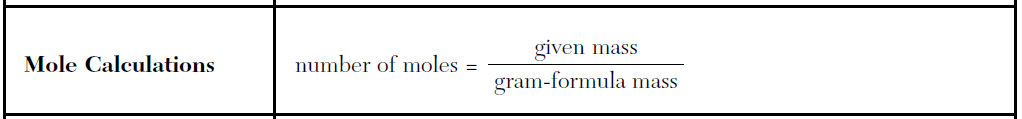 Mole Calculations
number of moles = given mass
gram-formula mass